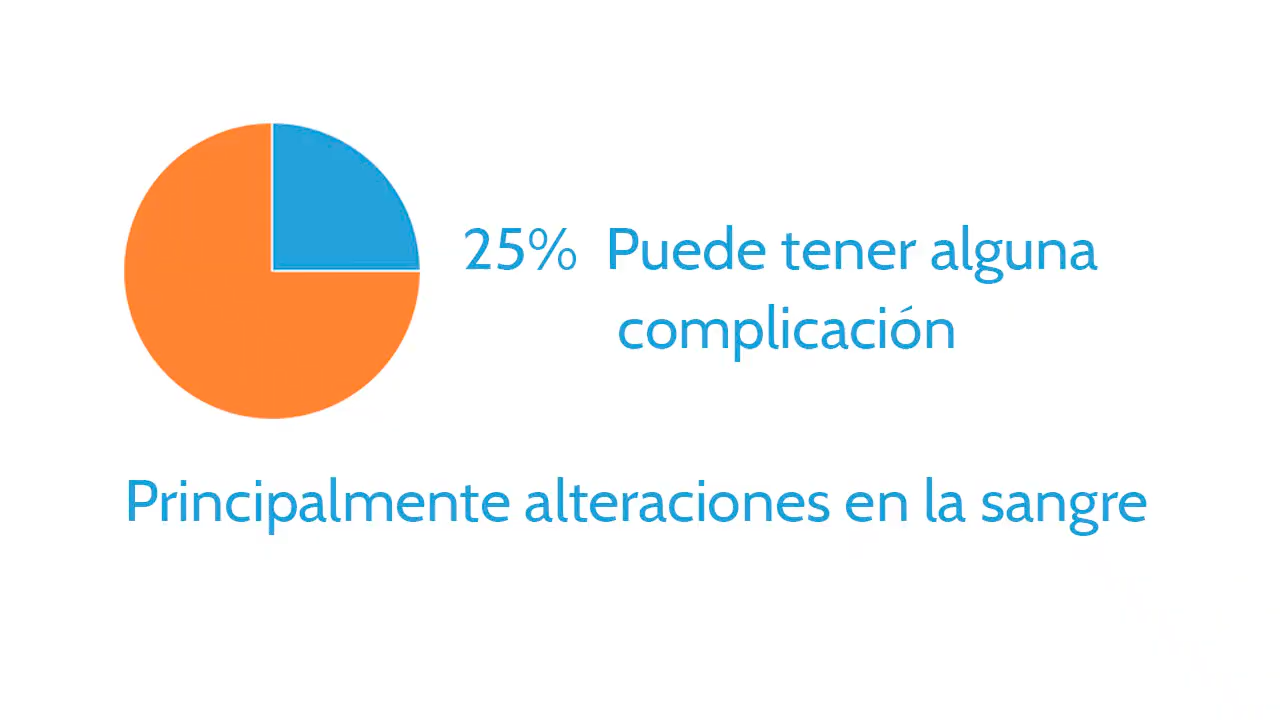 25% Puede tener alguna
complicación
Principalmente alteraciones en la sangre